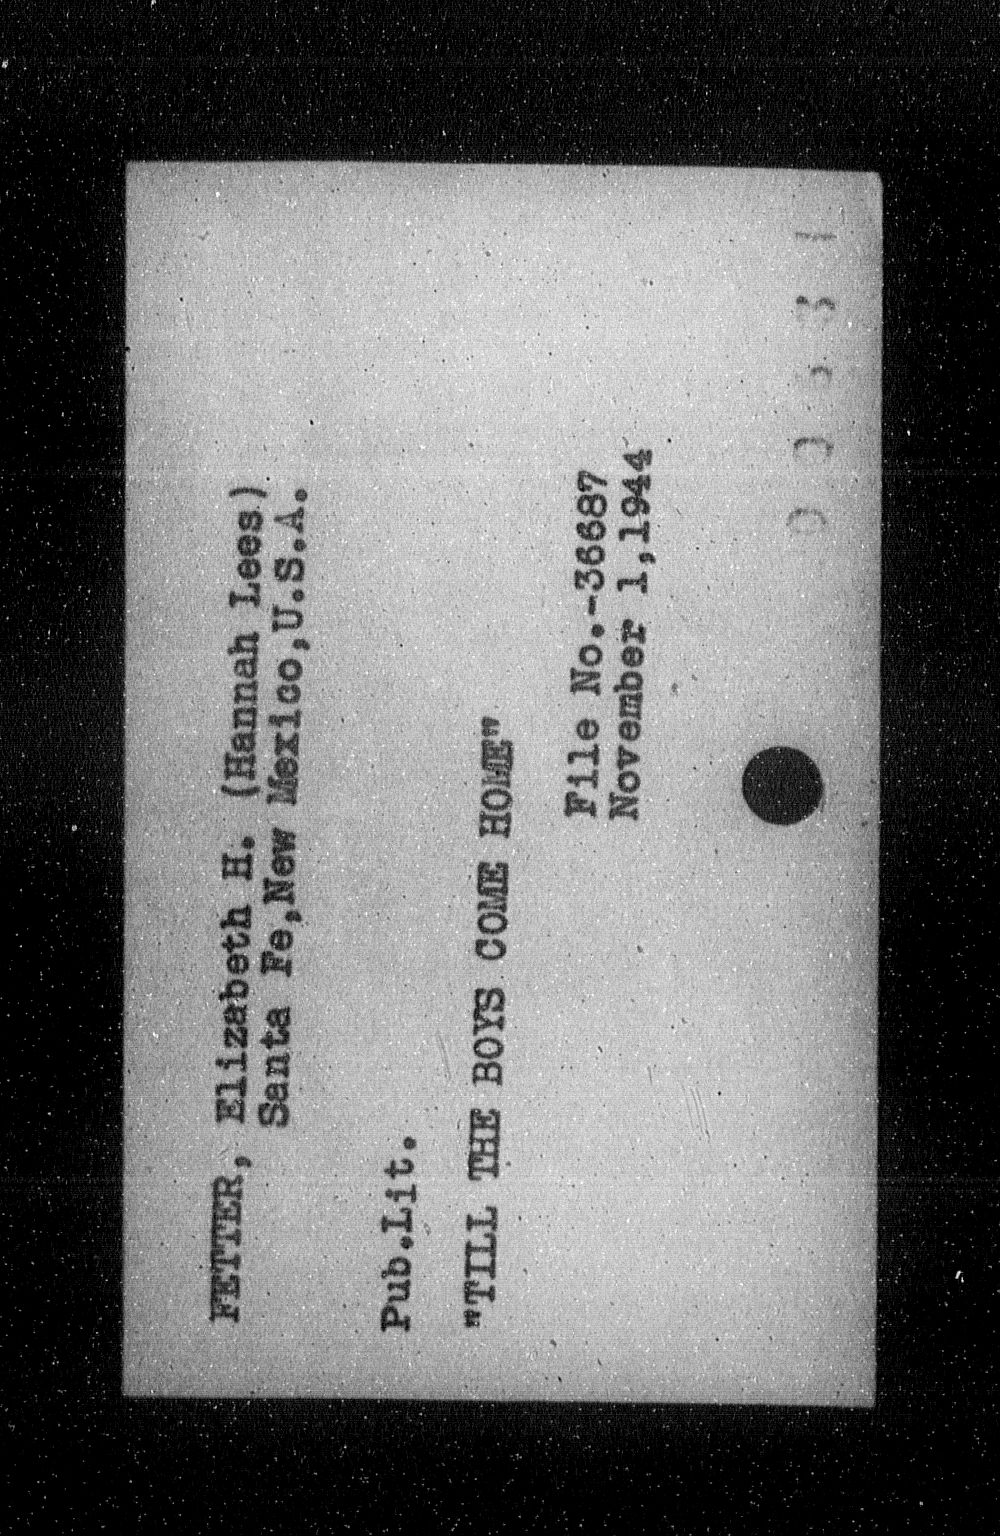 FETTER, Elizabeth H. (Hannah Lees)
Santa Fe,New Mexico,U.S.A.
Pub.Lit.
"TILL THE BOYS COME HOME"
File No.-36687
November 1,1944